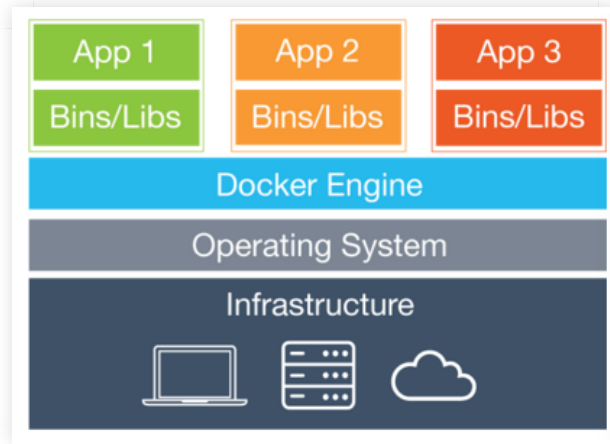 App 1 App 2 App 3
Bins/Libs Bins/Libs Bins/Libs
Docker Engine
Operating System
Infrastructure